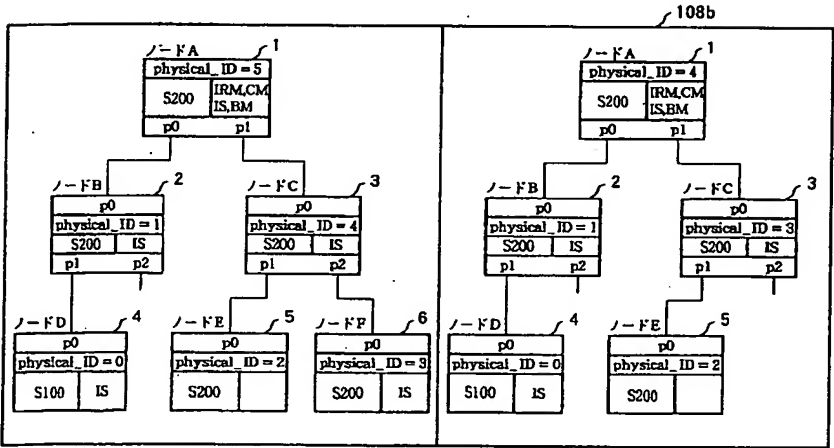 108b
ノードA
1
physical_ID = 5
S200
IRM,CM
IS,BM
p0 p1
ノードB
2
p0
physical_ID = 1
S200 IS
p1 p2
ノードC
3
p0
physical_ID = 4
S200 IS
p1 p2
ノードD
4
p0
physical_ID = 0
S100 IS
ノードE
5
p0
physical_ID = 2
S200
ノードF
6
p0
physical_ID = 3
S200 IS
ノードA
1
physical_ID = 4
S200
IRM,CM
IS,BM
p0 p1
ノードB
2
p0
physical_ID = 1
S200 IS
p1 p2
ノードC
3
p0
physical_ID = 3
S200 IS
p1 p2
ノードD
4
p0
physical_ID = 0
S100 IS
ノードE
5
p0
physical_ID = 2
S200